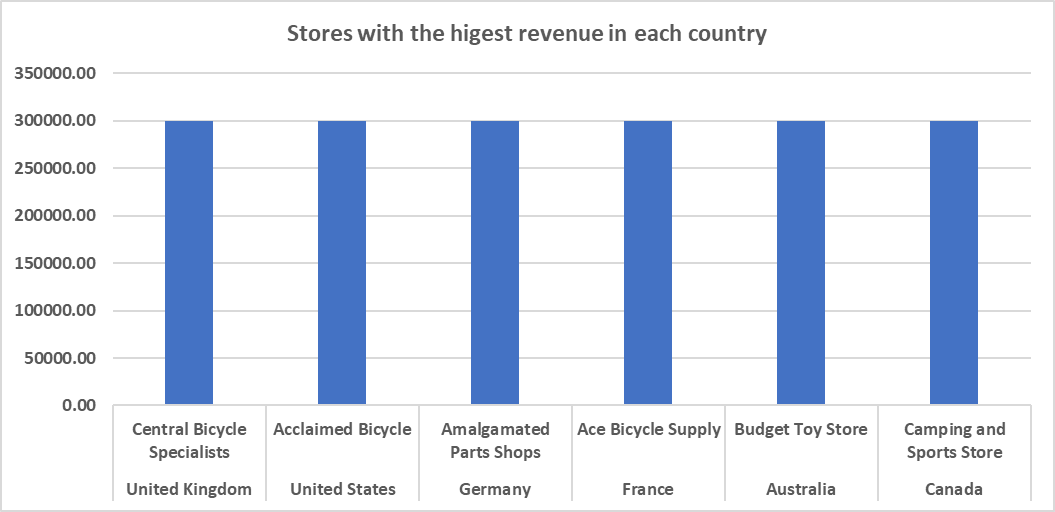 Stores with the higest revenue in each country
350000.00
300000.00
250000.00
200000.00
150000.00
100000.00
50000.00
0.00
Central Bicycle
Specialists
Acclaimed Bicycle
Amalgamated
Parts Shops
Ace Bicycle Supply
Budget Toy Store
Camping and
Sports Store
United Kingdom
United States
Germany
France
Australia
Canada